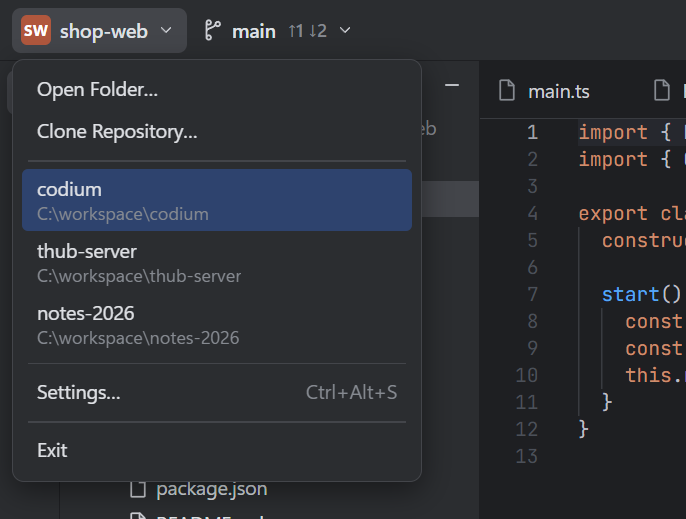 SW shop-web main ↑1 ↓2
Open Folder...
Clone Repository...
codium
C:\workspace\codium
thub-server
C:\workspace\thub-server
notes-2026
C:\workspace\notes-2026
Settings... Ctrl+Alt+S
Exit
package.json
main.ts
1 import {
2 import {
3
4 export
5
6
7 start()
8 const
9 const
10 this.
11 }
12 }
13